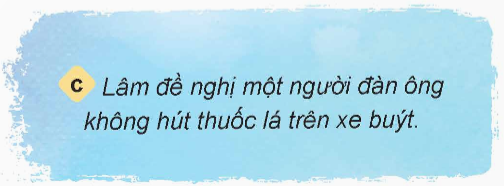 C Lâm đề nghị một người đàn ông
không hút thuốc lá trên xe buýt.